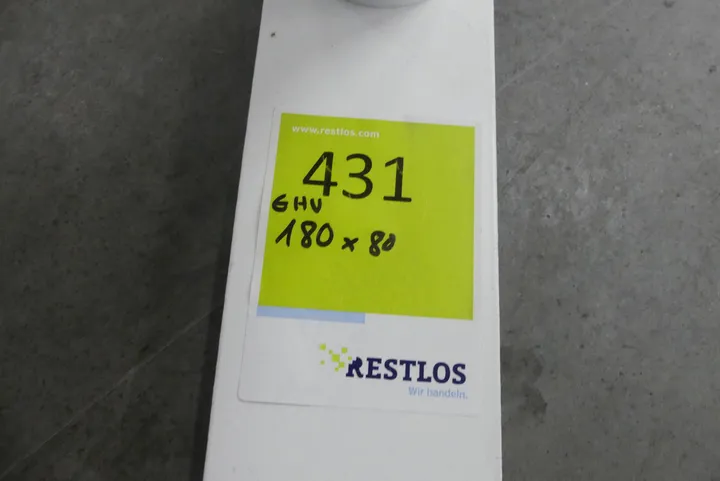 www.restlos.com
431
GHV
180 x 80
RESTLOS
Wir handeln.